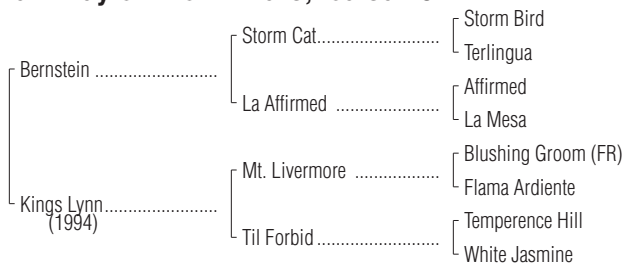 Storm Bird
Storm Cat
Terlingua
Bernstein
Affirmed
La Affirmed
La Mesa
Blushing Groom (FR)
Mt. Livermore
Flama Ardiente
Kings Lynn
(1994)
Temperence Hill
Til Forbid
White Jasmine